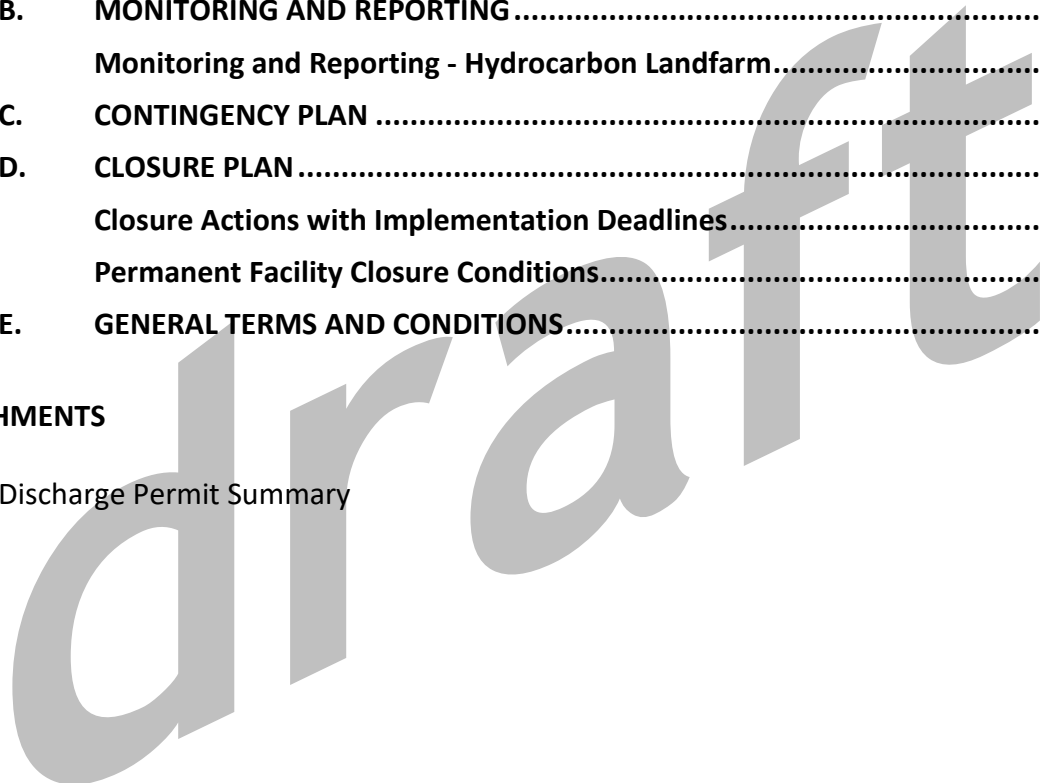 B. MONITORING AND REPORTING........................................................................
Monitoring and Reporting - Hydrocarbon Landfarm....................................
C. CONTINGENCY PLAN ........................................................................................
D. CLOSURE PLAN.................................................................................................
Closure Actions with Implementation Deadlines.........................................
Permanent Facility Closure Conditions........................................................
E. GENERAL TERMS AND CONDITIONS..............................................................
HMENTS
Discharge Permit Summary
draft